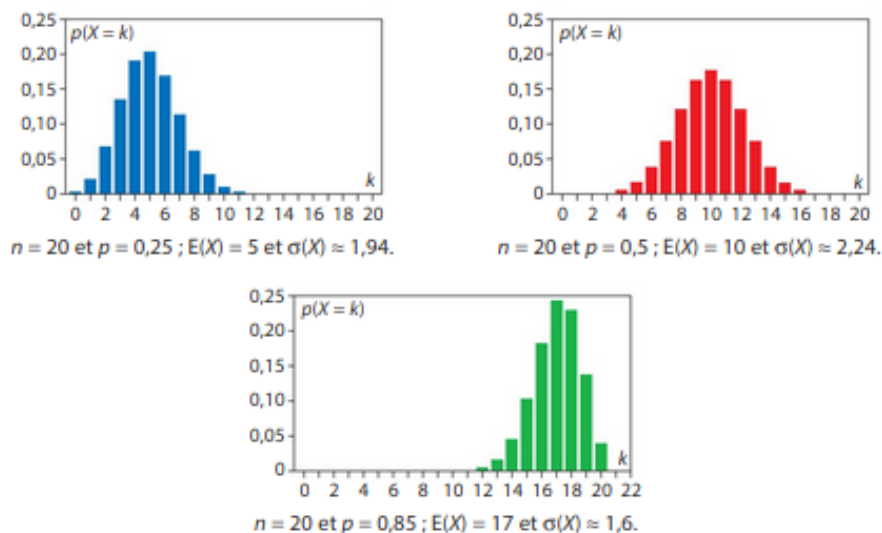 0,25
p(X = k)
0,20
0,15
0,10
0,05
0
k
0 2 4 6 8 10 12 14 16 18 20
n = 20 et p = 0,25 ; E(X) = 5 et σ(X) ≈ 1,94.
0,25
p(X = k)
0,20
0,15
0,10
0,05
0
k
0 2 4 6 8 10 12 14 16 18 20
n = 20 et p = 0,5 ; E(X) = 10 et σ(X) ≈ 2,24.
0,25
p(X = k)
0,20
0,15
0,10
0,05
0
k
0 2 4 6 8 10 12 14 16 18 20 22
n = 20 et p = 0,85 ; E(X) = 17 et σ(X) ≈ 1,6.